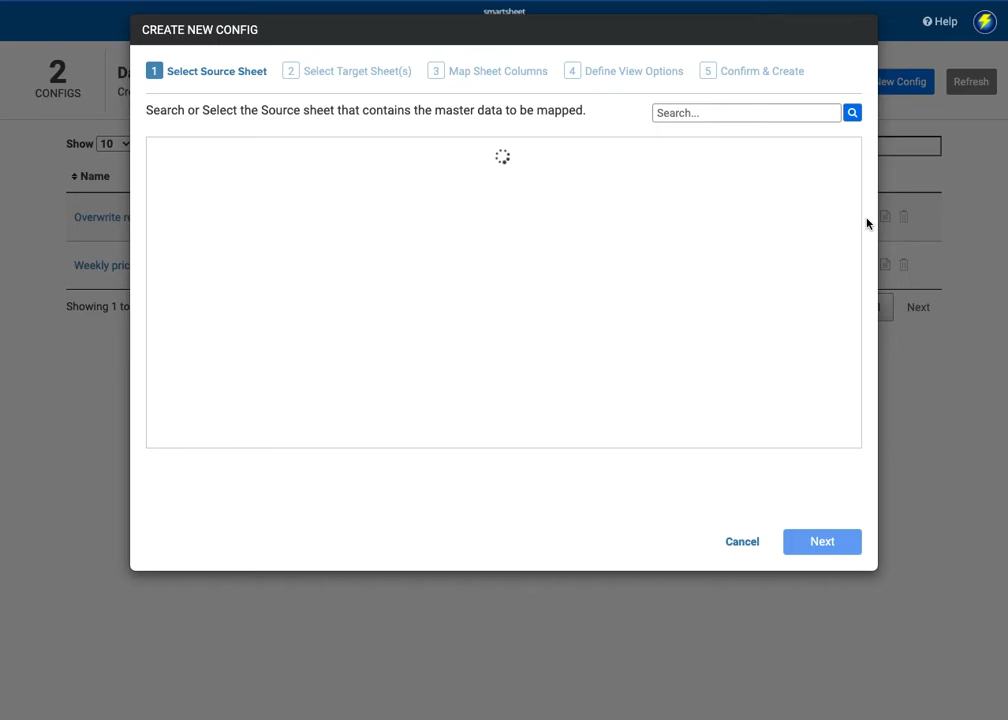 smartsheet
Help
CREATE NEW CONFIG
2
CONFIGS
1 Select Source Sheet 2 Select Target Sheet(s) 3 Map Sheet Columns 4 Define View Options 5 Confirm & Create
New Config Refresh
Search or Select the Source sheet that contains the master data to be mapped. Search...
Show 10
Name
Overwrite
Weekly
Showing 1 to
Next
Cancel Next